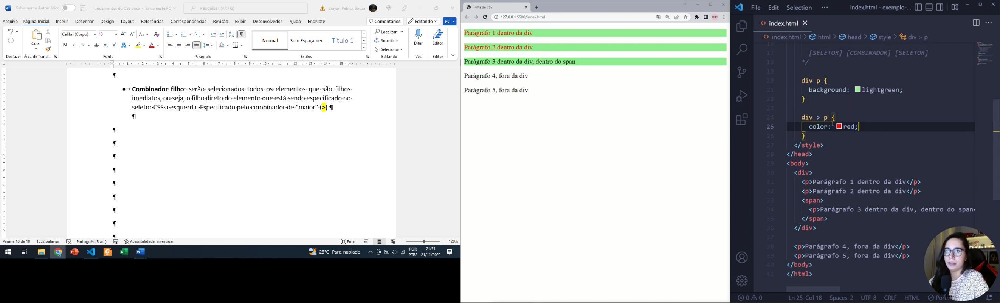 Salvamento Automático
Fundamentos do CSS.docx • Salvo neste PC
Pesquisar (Alt+G)
Brayan Petrick Souza
Arquivo Página Inicial Inserir Desenhar Design Layout Referências Correspondências Revisão Exibir Desenvolvedor Ajuda EndNote
Comentários Editando
Colar
Calibri (Corpo) 13
Normal Sem Espaçamer Título 1
Localizar
Substituir
Selecionar
Ditar
Editor
Desfazer Área de Transf... Fonte Parágrafo Estilos Editando Voz Editor
Combinador filho: serão selecionados todos os elementos que são filhos
imediatos, ou seja, o filho direto do elemento que está sendo especificado no
seletor CSS a esquerda. Especificado pelo combinador de “maior” (>).¶
Página 10 de 10 1552 palavras Português (Brasil) Acessibilidade: investigar Foco 120%
23°C Parc. nublado
POR
PTB2
21:55
21/11/2022
Trilha de CSS
127.0.0.1:5500/index.html
Parágrafo 1 dentro da div
Parágrafo 2 dentro da div
Parágrafo 3 dentro da div, dentro do span
Parágrafo 4, fora da div
Parágrafo 5, fora da div
File Edit Selection ··· index.html - exemplo-...
index.html
index.html > html > head > style > div > p
16
17 [SELETOR] [COMBINADOR] [SELETOR]
18 */
19
20 div p {
21 background: lightgreen;
22 }
23
24 div > p {
25 color: red;
26 }
27 </style>
28 </head>
29 <body>
30 <div>
31 <p>Parágrafo 1 dentro da div</p>
32 <p>Parágrafo 2 dentro da div</p>
33 <span>
34 <p>Parágrafo 3 dentro da div, dentro do span<
35 </span>
36 </div>
37
38 <p>Parágrafo 4, fora da div</p>
39 <p>Parágrafo 5, fora da div</p>
40 </body>
41 </html>
0 0 Ln 25, Col 18 Spaces: 2 UTF-8 CRLF HTML